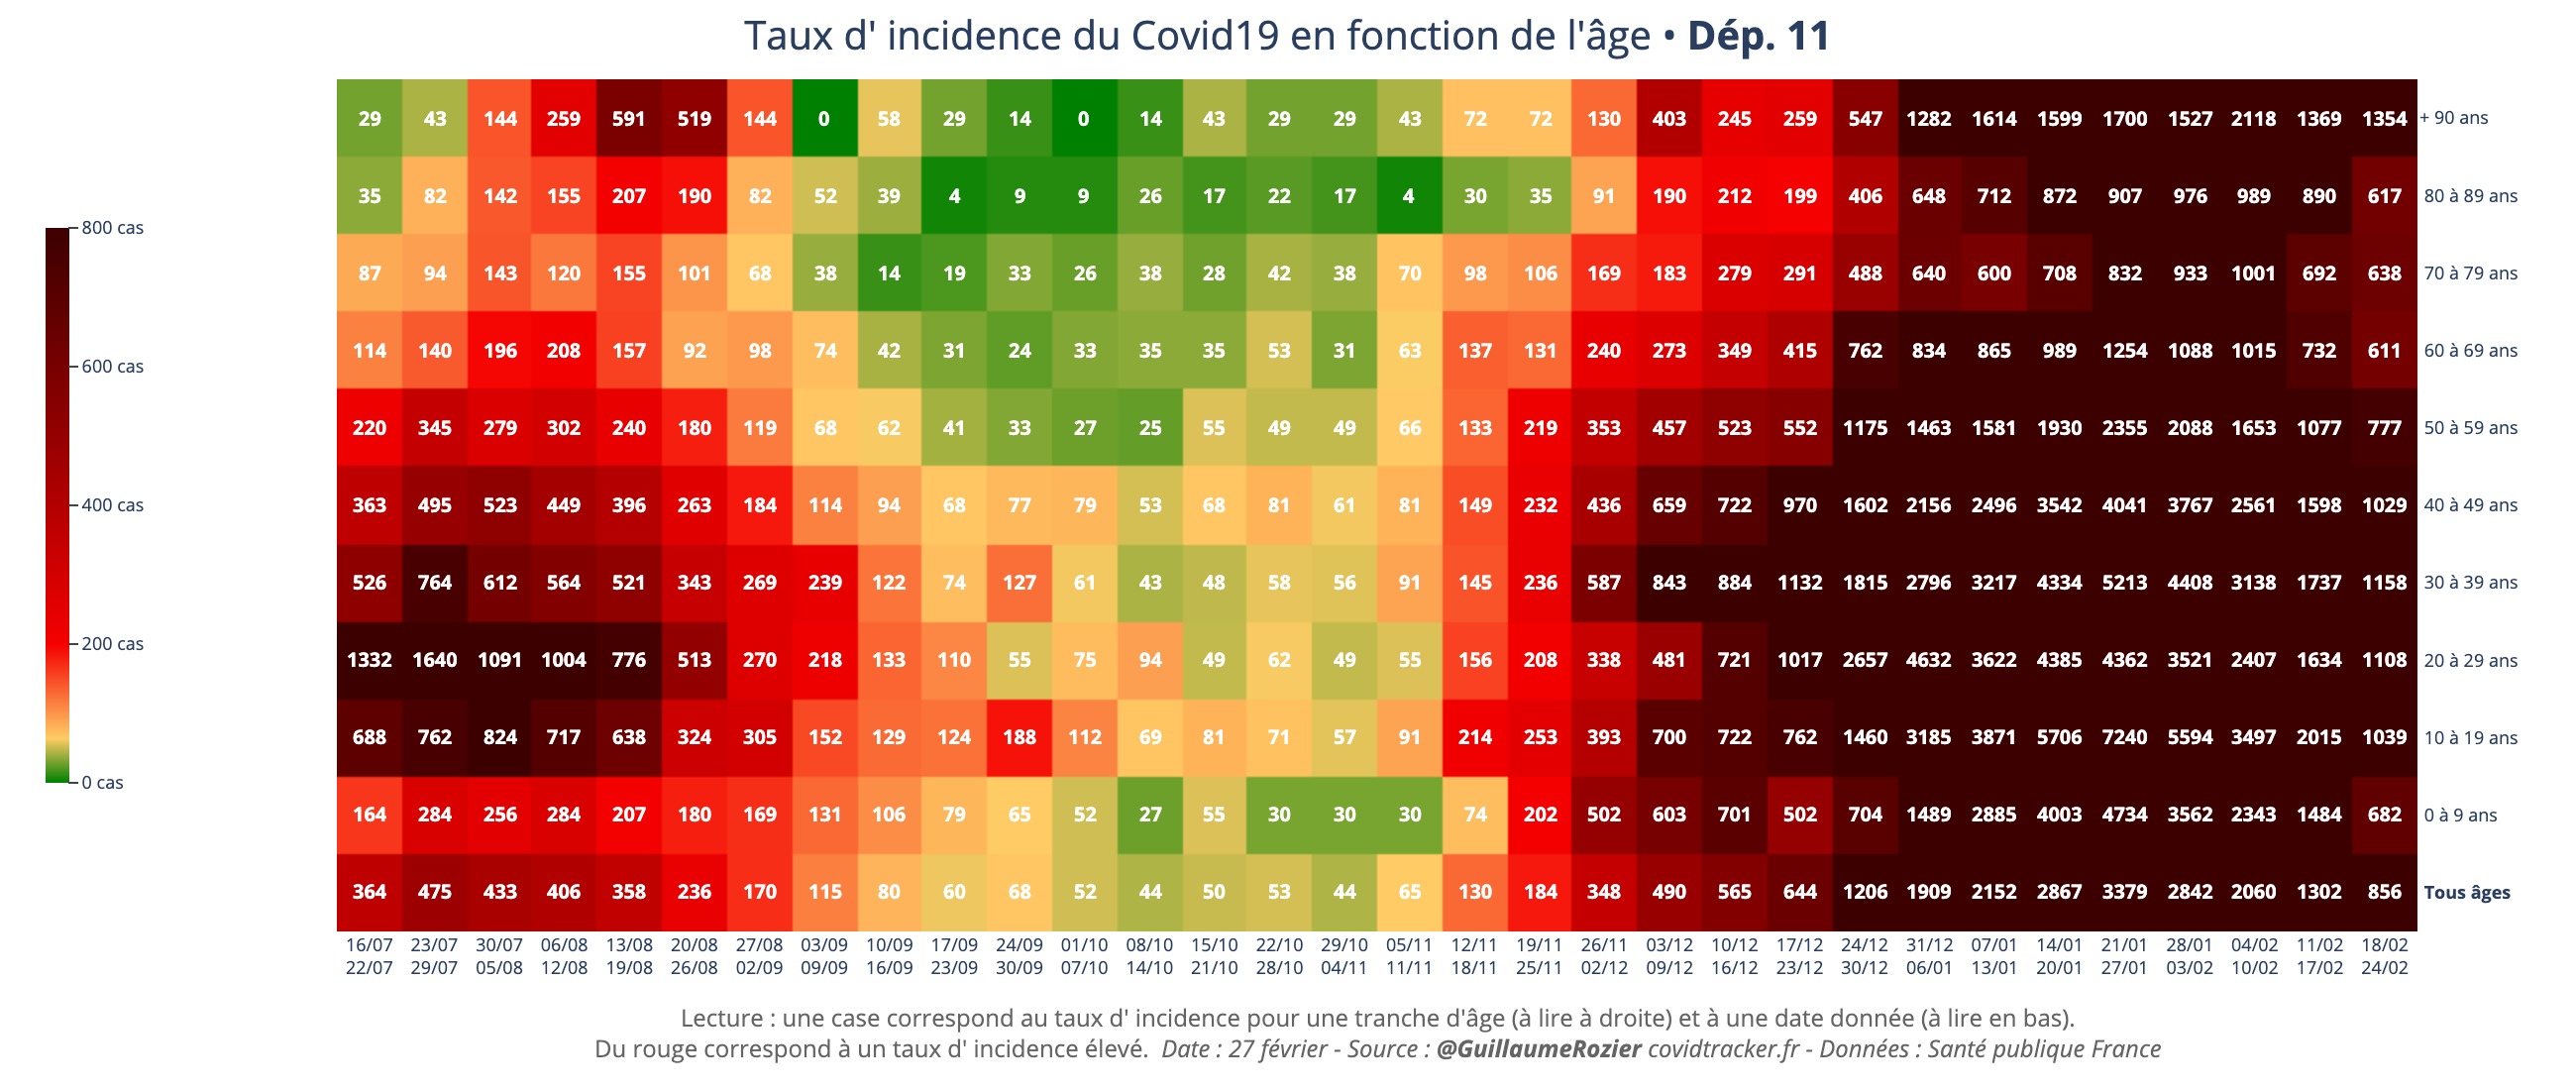 Taux d' incidence du Covid19 en fonction de l'âge • Dép. 11
29 43 144 259 591 519 144 0 58 29 14 0 14 43 29 29 43 72 72 130 403 245 259 547 1282 1614 1599 1700 1527 2118 1369 1354 + 90 ans
35 82 142 155 207 190 82 52 39 4 9 9 26 17 22 17 4 30 35 91 190 212 199 406 648 712 872 907 976 989 890 617 80 à 89 ans
800 cas
87 94 143 120 155 101 68 38 14 19 33 26 38 28 42 38 70 98 106 169 183 279 291 488 640 600 708 832 933 1001 692 638 70 à 79 ans
114 140 196 208 157 92 98 74 42 31 24 33 35 35 53 31 63 137 131 240 273 349 415 762 834 865 989 1254 1088 1015 732 611 60 à 69 ans
600 cas
220 345 279 302 240 180 119 68 62 41 33 27 25 55 49 49 66 133 219 353 457 523 552 1175 1463 1581 1930 2355 2088 1653 1077 777 50 à 59 ans
400 cas
363 495 523 449 396 263 184 114 94 68 77 79 53 68 81 61 81 149 232 436 659 722 970 1602 2156 2496 3542 4041 3767 2561 1598 1029 40 à 49 ans
526 764 612 564 521 343 269 239 122 74 127 61 43 48 58 56 91 145 236 587 843 884 1132 1815 2796 3217 4334 5213 4408 3138 1737 1158 30 à 39 ans
200 cas
1332 1640 1091 1004 776 513 270 218 133 110 55 75 94 49 62 49 55 156 208 338 481 721 1017 2657 4632 3622 4385 4362 3521 2407 1634 1108 20 à 29 ans
688 762 824 717 638 324 305 152 129 124 188 112 69 81 71 57 91 214 253 393 700 722 762 1460 3185 3871 5706 7240 5594 3497 2015 1039 10 à 19 ans
0 cas
164 284 256 284 207 180 169 131 106 79 65 52 27 55 30 30 30 74 202 502 603 701 502 704 1489 2885 4003 4734 3562 2343 1484 682 0 à 9 ans
364 475 433 406 358 236 170 115 80 60 68 52 44 50 53 44 65 130 184 348 490 565 644 1206 1909 2152 2867 3379 2842 2060 1302 856 Tous âges
16/07 23/07 30/07 06/08 13/08 20/08 27/08 03/09 10/09 17/09 24/09 01/10 08/10 15/10 22/10 29/10 05/11 12/11 19/11 26/11 03/12 10/12 17/12 24/12 31/12 07/01 14/01 21/01 28/01 04/02 11/02 18/02
22/07 29/07 05/08 12/08 19/08 26/08 02/09 09/09 16/09 23/09 30/09 07/10 14/10 21/10 28/10 04/11 11/11 18/11 25/11 02/12 09/12 16/12 23/12 30/12 06/01 13/01 20/01 27/01 03/02 10/02 17/02 24/02
Lecture : une case correspond au taux d' incidence pour une tranche d'âge (à lire à droite) et à une date donnée (à lire en bas).
Du rouge correspond à un taux d' incidence élevé. Date : 27 février - Source : @GuillaumeRozier covidtracker.fr - Données : Santé publique France